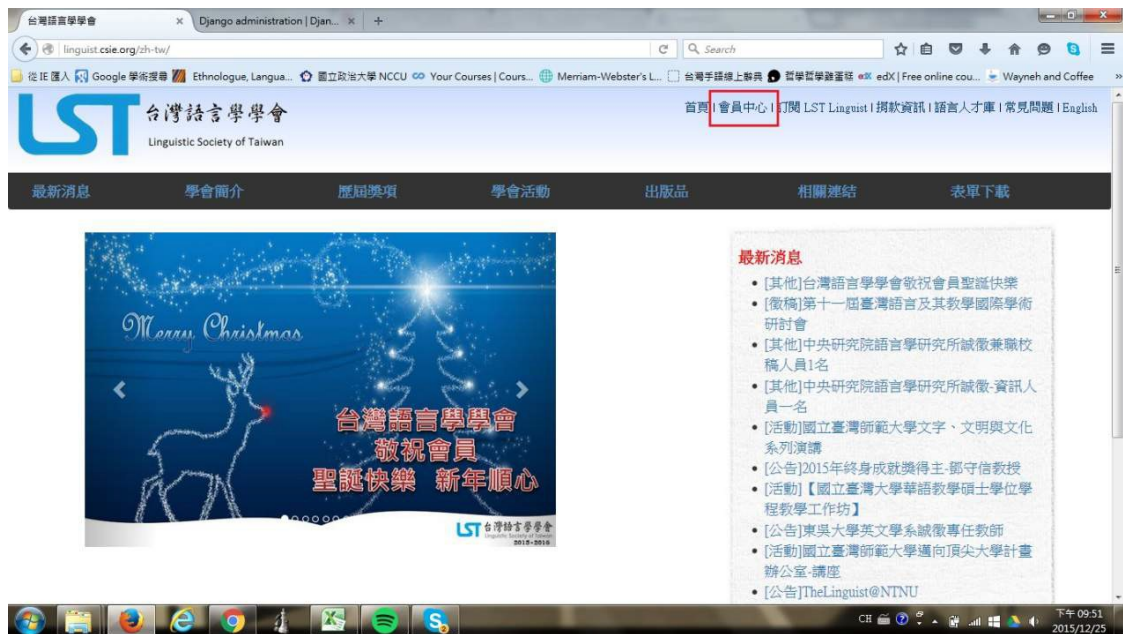 台灣語言學學會
Django administration | Djan...
linguist.csie.org/zh-tw/
Search
從 IE 匯入
Google 學術搜尋
Ethnologue, Langua...
國立政治大學 NCCU
Your Courses | Cours...
Merriam-Webster's L...
台灣手語線上辭典
哲學哲學雞蛋糕
edX | Free online cou...
Wayneh and Coffee
LST
台灣語言學學會
Linguistic Society of Taiwan
首頁 | 會員中心 | 訂閱 LST Linguist | 捐款資訊 | 語言人才庫 | 常見問題 | English
最新消息 學會簡介 歷屆獎項 學會活動 出版品 相關連結 表單下載
Merry Christmas
台灣語言學學會
敬祝會員
聖誕快樂 新年順心
LST 台灣語言學學會
Linguistic Society of Taiwan
2015-2016
最新消息
[其他]台灣語言學學會敬祝會員聖誕快樂
[徵稿]第十一屆臺灣語言及其教學國際學術
研討會
[其他]中央研究院語言學研究所誠徵兼職校
稿人員1名
[其他]中央研究院語言學研究所誠徵-資訊人
員一名
[活動]國立臺灣師範大學文字、文明與文化
系列演講
[公告]2015年終身成就獎得主-鄧守信教授
[活動]【國立臺灣大學華語教學碩士學位學
程教學工作坊】
[公告]東吳大學英文學系誠徵專任教師
[活動]國立臺灣師範大學邁向頂尖大學計畫
辦公室-講座
[公告]TheLinguist@NTNU
CH
下午 09:51
2015/12/25